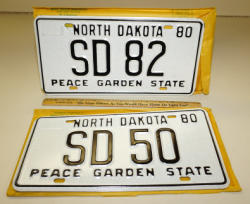 NORTH DAKOTA 80
SD 82
PEACE GARDEN STATE
NORTH DAKOTA 80
SD 50
PEACE GARDEN STATE